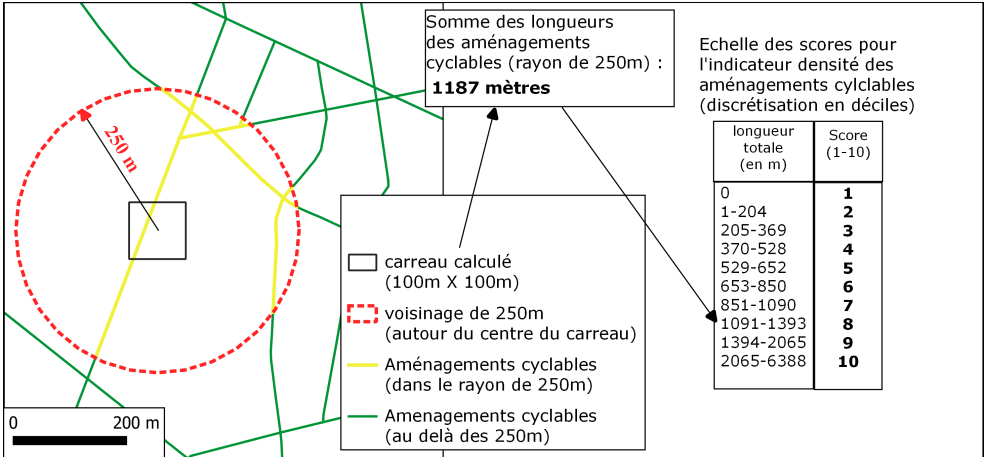 Somme des longueurs
des aménagements
cyclables (rayon de 250m) :
1187 mètres
250 m
0 200 m
carreau calculé
(100m X 100m)
voisinage de 250m
(autour du centre du carreau)
Aménagements cyclables
(dans le rayon de 250m)
Amenagements cyclables
(au delà des 250m)
Echelle des scores pour
l'indicateur densité des
aménagements cylclables
(discrétisation en déciles)
longueur
totale
(en m)
Score
(1-10)
0 1
1-204 2
205-369 3
370-528 4
529-652 5
653-850 6
851-1090 7
1091-1393 8
1394-2065 9
2065-6388 10